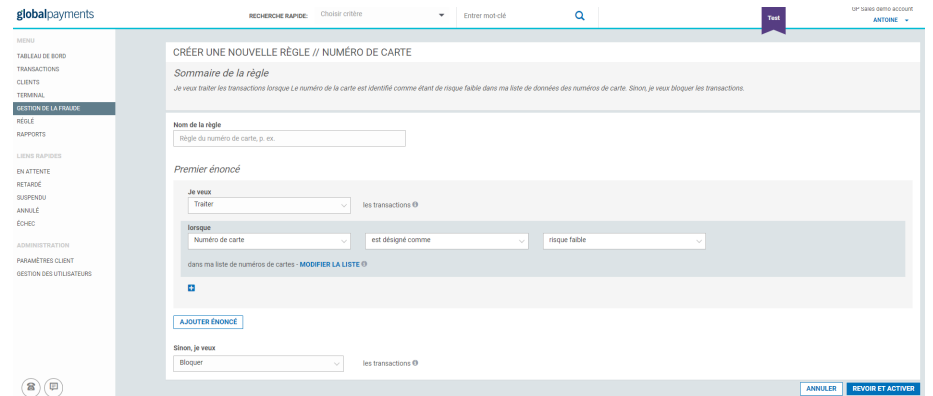 globalpayments
RECHERCHE RAPIDE: Choisir critère Entrer mot-clé
Test
GP Sales demo account
ANTOINE
MENU
TABLEAU DE BORD
TRANSACTIONS
CLIENTS
TERMINAL
GESTION DE LA FRAUDE
RÉGLÉ
RAPPORTS
LIENS RAPIDES
EN ATTENTE
RETARDÉ
SUSPENDU
ANNULÉ
ÉCHEC
ADMINISTRATION
PARAMÈTRES CLIENT
GESTION DES UTILISATEURS
CRÉER UNE NOUVELLE RÈGLE // NUMÉRO DE CARTE
Sommaire de la règle
Je veux traiter les transactions lorsque Le numéro de la carte est identifié comme étant de risque faible dans ma liste de données des numéros de carte. Sinon, je veux bloquer les transactions.
Nom de la règle
Règle du numéro de carte, p. ex.
Premier énoncé
Je veux
Traiter les transactions
lorsque
Numéro de carte est désigné comme risque faible
dans ma liste de numéros de cartes - MODIFIER LA LISTE
AJOUTER ÉNONCÉ
Sinon, je veux
Bloquer les transactions
ANNULER REVOIR ET ACTIVER